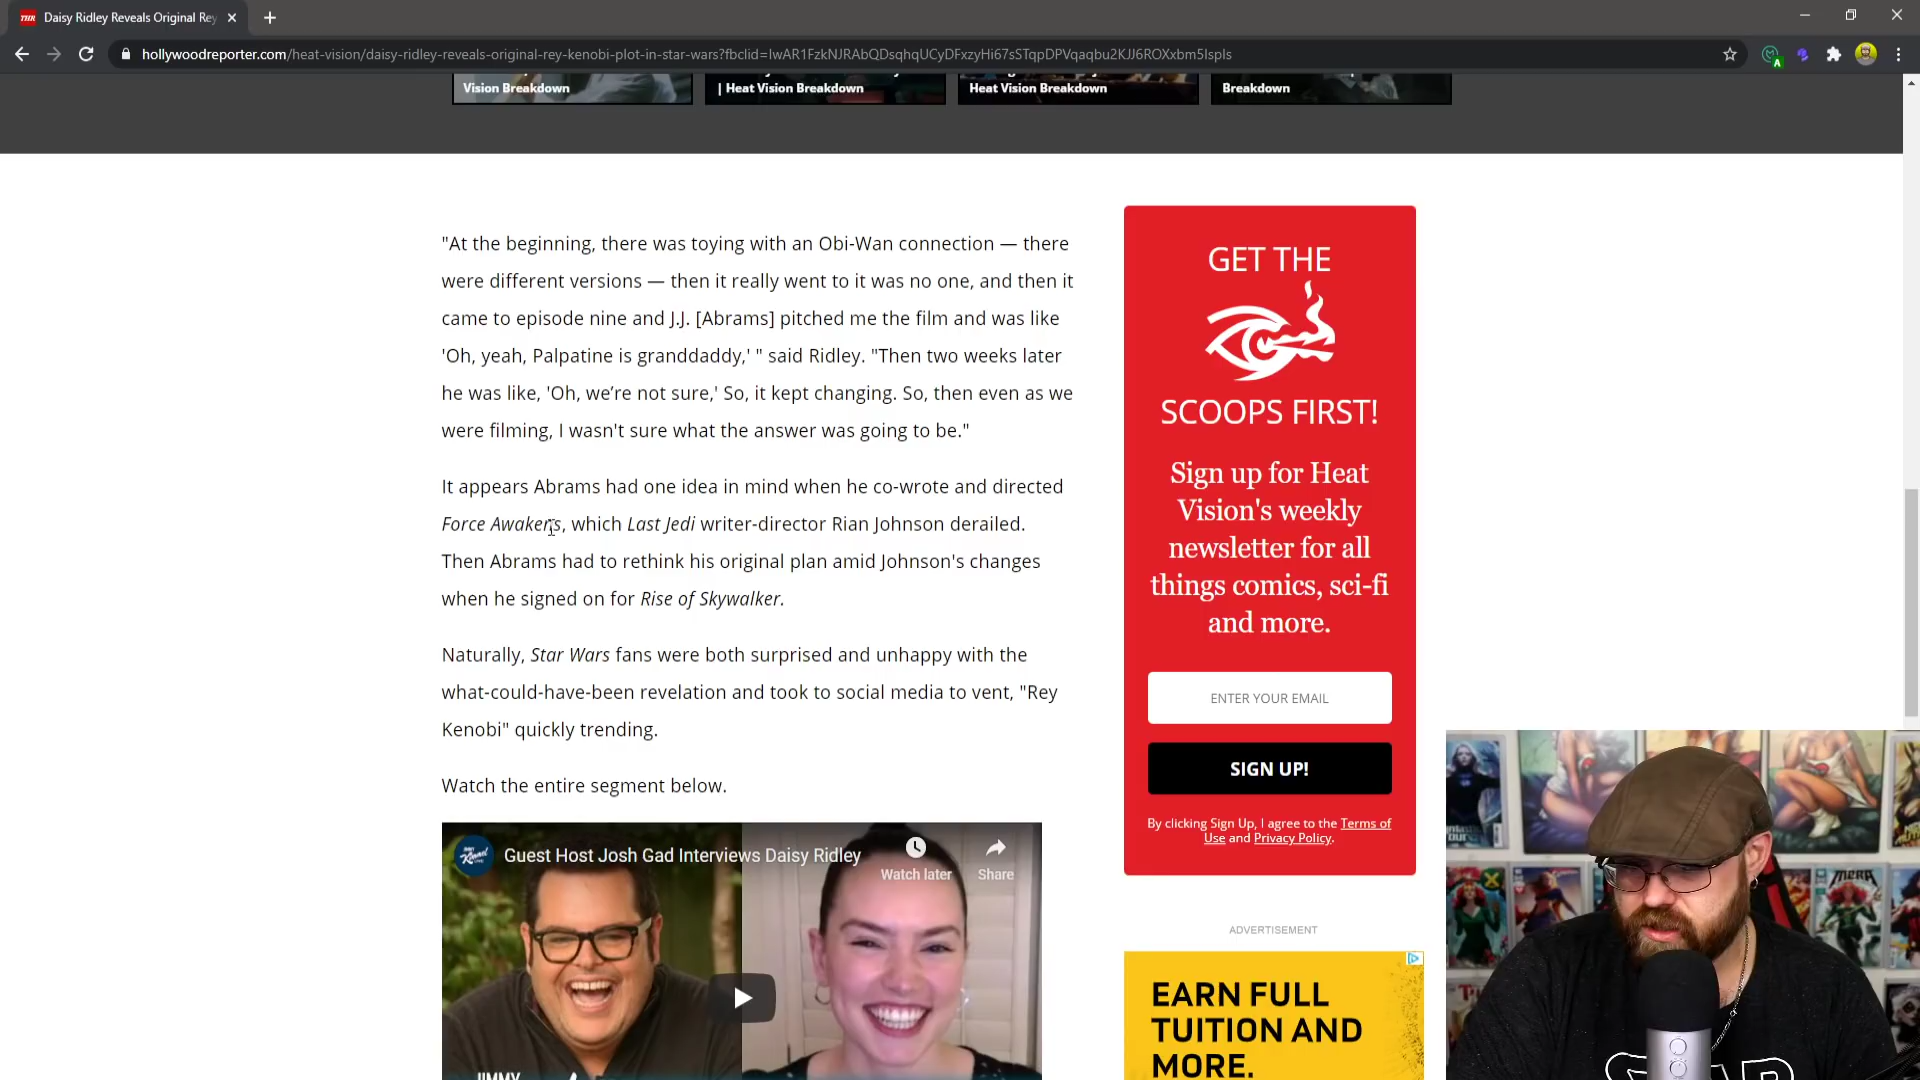 THR Daisy Ridley Reveals Original Rey
hollywoodreporter.com/heat-vision/daisy-ridley-reveals-original-rey-kenobi-plot-in-star-wars?fbclid=IwAR1FzkNJRAbQDsqhqUCyDFxzyHi67sSTqpDPVqaqbu2KJJ6ROXxbm5lspls
Vision Breakdown
| Heat Vision Breakdown
Heat Vision Breakdown
Breakdown
"At the beginning, there was toying with an Obi-Wan connection — there
were different versions — then it really went to it was no one, and then it
came to episode nine and J.J. [Abrams] pitched me the film and was like
'Oh, yeah, Palpatine is granddaddy,' " said Ridley. "Then two weeks later
he was like, 'Oh, we’re not sure,' So, it kept changing. So, then even as we
were filming, I wasn't sure what the answer was going to be."
It appears Abrams had one idea in mind when he co-wrote and directed
Force Awakens, which Last Jedi writer-director Rian Johnson derailed.
Then Abrams had to rethink his original plan amid Johnson's changes
when he signed on for Rise of Skywalker.
Naturally, Star Wars fans were both surprised and unhappy with the
what-could-have-been revelation and took to social media to vent, "Rey
Kenobi" quickly trending.
Watch the entire segment below.
Guest Host Josh Gad Interviews Daisy Ridley
Watch later
Share
JIMMY
GET THE
SCOOPS FIRST!
Sign up for Heat
Vision's weekly
newsletter for all
things comics, sci-fi
and more.
ENTER YOUR EMAIL
SIGN UP!
By clicking Sign Up, I agree to the Terms of
Use and Privacy Policy.
ADVERTISEMENT
EARN FULL
TUITION AND
MORE.
MERA
STAR